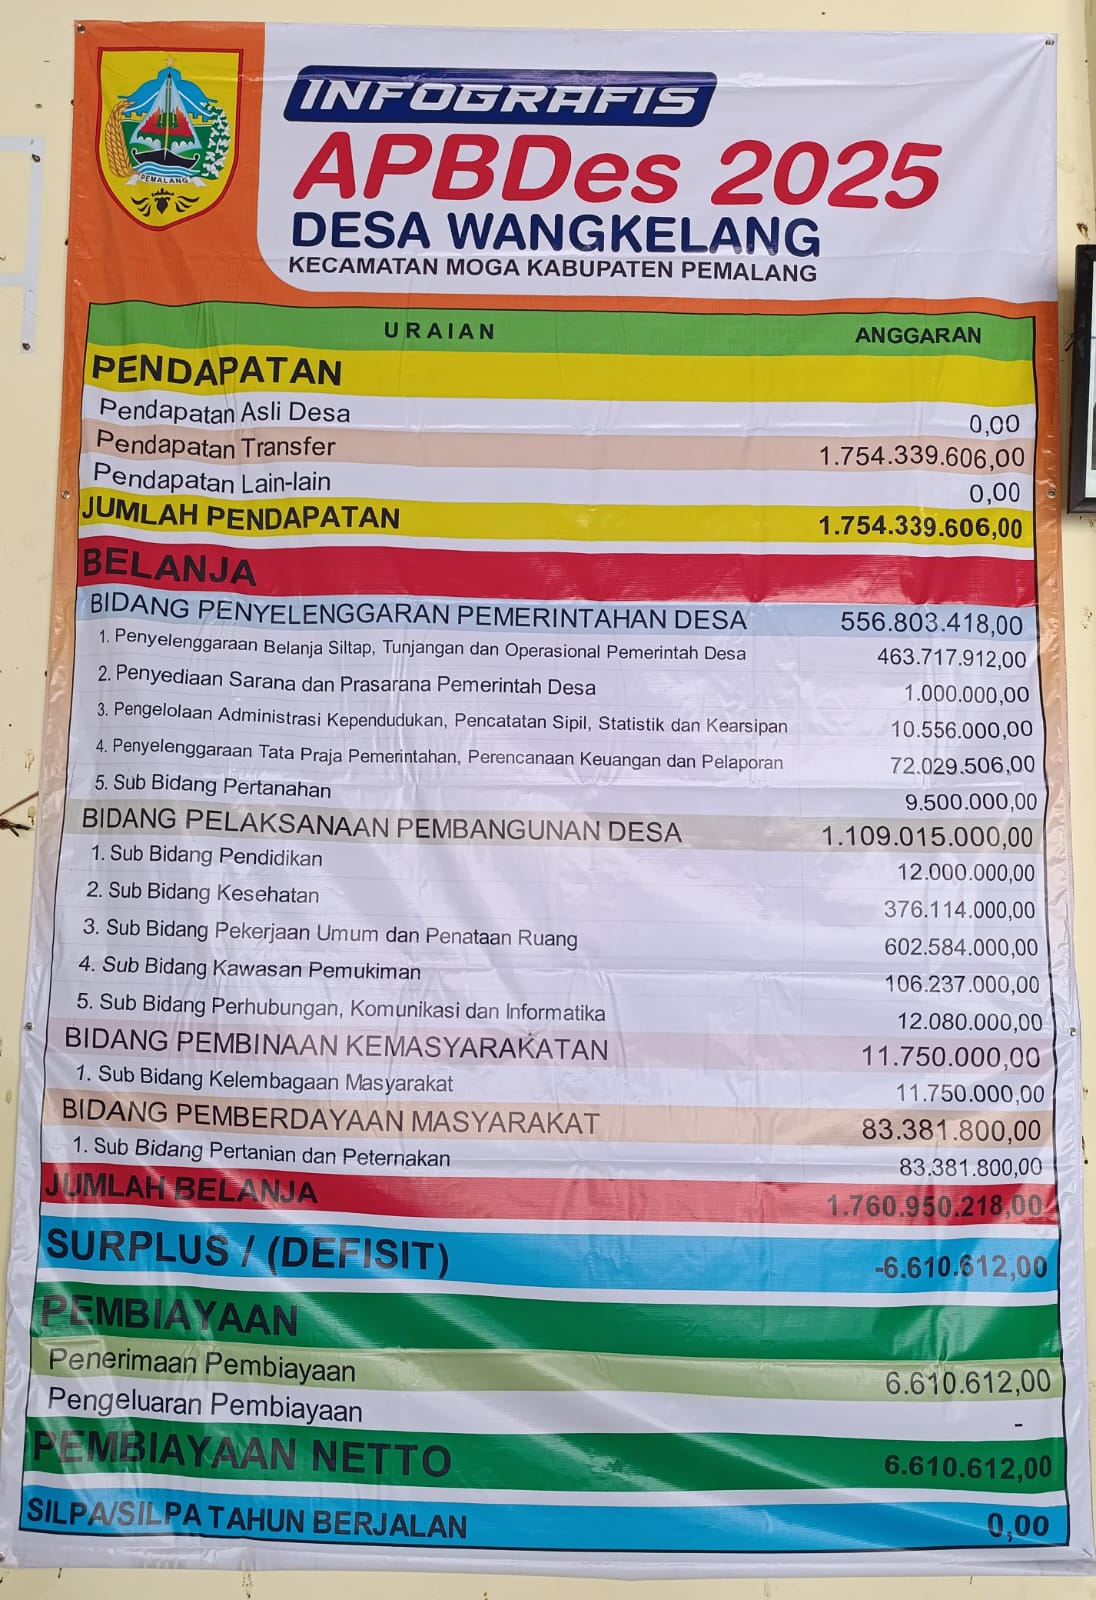 PEMALANG
INFOGRAFIS
APBDes 2025
DESA WANGKELANG
KECAMATAN MOGA KABUPATEN PEMALANG
URAIAN ANGGARAN
PENDAPATAN
Pendapatan Asli Desa 0,00
Pendapatan Transfer 1.754.339.606,00
Pendapatan Lain-lain 0,00
JUMLAH PENDAPATAN 1.754.339.606,00
BELANJA
BIDANG PENYELENGGARAN PEMERINTAHAN DESA 556.803.418,00
1. Penyelenggaraan Belanja Siltap, Tunjangan dan Operasional Pemerintah Desa 463.717.912,00
2. Penyediaan Sarana dan Prasarana Pemerintah Desa 1.000.000,00
3. Pengelolaan Administrasi Kependudukan, Pencatatan Sipil, Statistik dan Kearsipan 10.556.000,00
4. Penyelenggaraan Tata Praja Pemerintahan, Perencanaan Keuangan dan Pelaporan 72.029.506,00
5. Sub Bidang Pertanahan 9.500.000,00
BIDANG PELAKSANAAN PEMBANGUNAN DESA 1.109.015.000,00
1. Sub Bidang Pendidikan 12.000.000,00
2. Sub Bidang Kesehatan 376.114.000,00
3. Sub Bidang Pekerjaan Umum dan Penataan Ruang 602.584.000,00
4. Sub Bidang Kawasan Pemukiman 106.237.000,00
5. Sub Bidang Perhubungan, Komunikasi dan Informatika 12.080.000,00
BIDANG PEMBINAAN KEMASYARAKATAN 11.750.000,00
1. Sub Bidang Kelembagaan Masyarakat 11.750.000,00
BIDANG PEMBERDAYAAN MASYARAKAT 83.381.800,00
1. Sub Bidang Pertanian dan Peternakan 83.381.800,00
JUMLAH BELANJA 1.760.950.218,00
SURPLUS / (DEFISIT) -6.610.612,00
PEMBIAYAAN
Penerimaan Pembiayaan 6.610.612,00
Pengeluaran Pembiayaan -
PEMBIAYAAN NETTO 6.610.612,00
SILPA/SILPA TAHUN BERJALAN 0,00